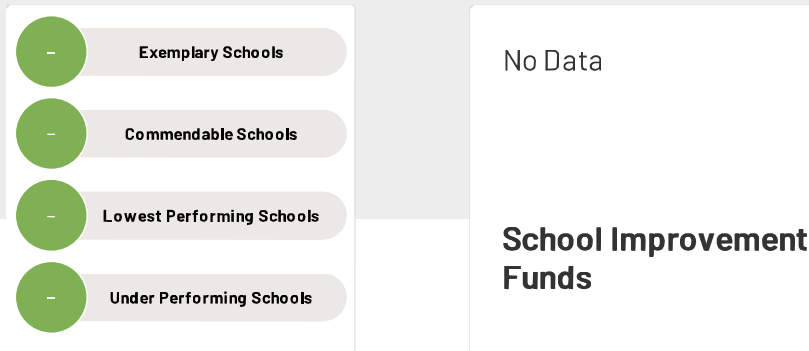 –
Exemplary Schools
–
Commendable Schools
–
Lowest Performing Schools
–
Under Performing Schools
No Data
School Improvement
Funds